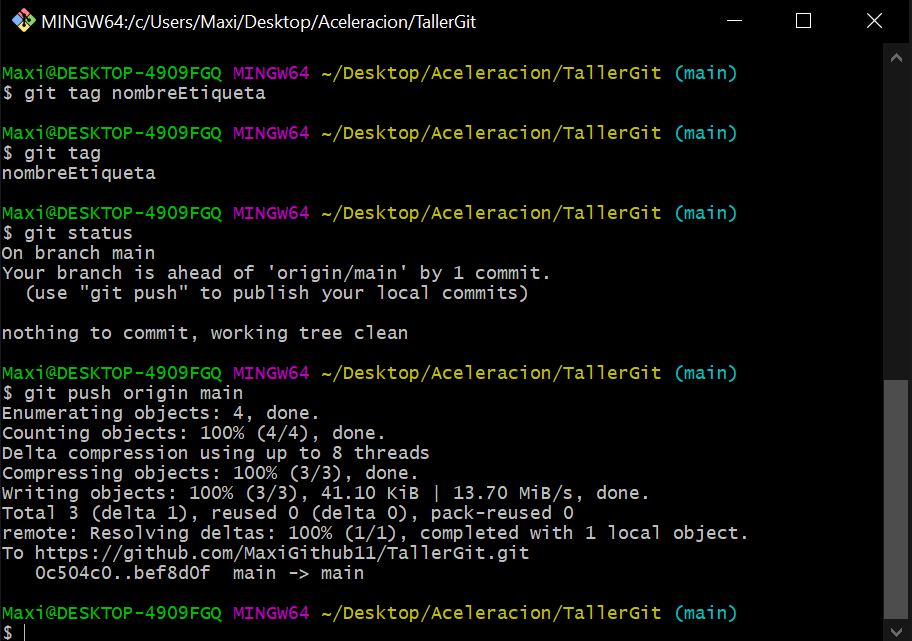 MINGW64:/c/Users/Maxi/Desktop/Aceleracion/TallerGit
Maxi@DESKTOP-4909FGQ MINGW64 ~/Desktop/Aceleracion/TallerGit (main)
$ git tag nombreEtiqueta
Maxi@DESKTOP-4909FGQ MINGW64 ~/Desktop/Aceleracion/TallerGit (main)
$ git tag
nombreEtiqueta
Maxi@DESKTOP-4909FGQ MINGW64 ~/Desktop/Aceleracion/TallerGit (main)
$ git status
On branch main
Your branch is ahead of 'origin/main' by 1 commit.
  (use "git push" to publish your local commits)
nothing to commit, working tree clean
Maxi@DESKTOP-4909FGQ MINGW64 ~/Desktop/Aceleracion/TallerGit (main)
$ git push origin main
Enumerating objects: 4, done.
Counting objects: 100% (4/4), done.
Delta compression using up to 8 threads
Compressing objects: 100% (3/3), done.
Writing objects: 100% (3/3), 41.10 KiB | 13.70 MiB/s, done.
Total 3 (delta 1), reused 0 (delta 0), pack-reused 0
remote: Resolving deltas: 100% (1/1), completed with 1 local object.
To https://github.com/MaxiGithub11/TallerGit.git
   0c504c0..bef8d0f  main -> main
Maxi@DESKTOP-4909FGQ MINGW64 ~/Desktop/Aceleracion/TallerGit (main)
$